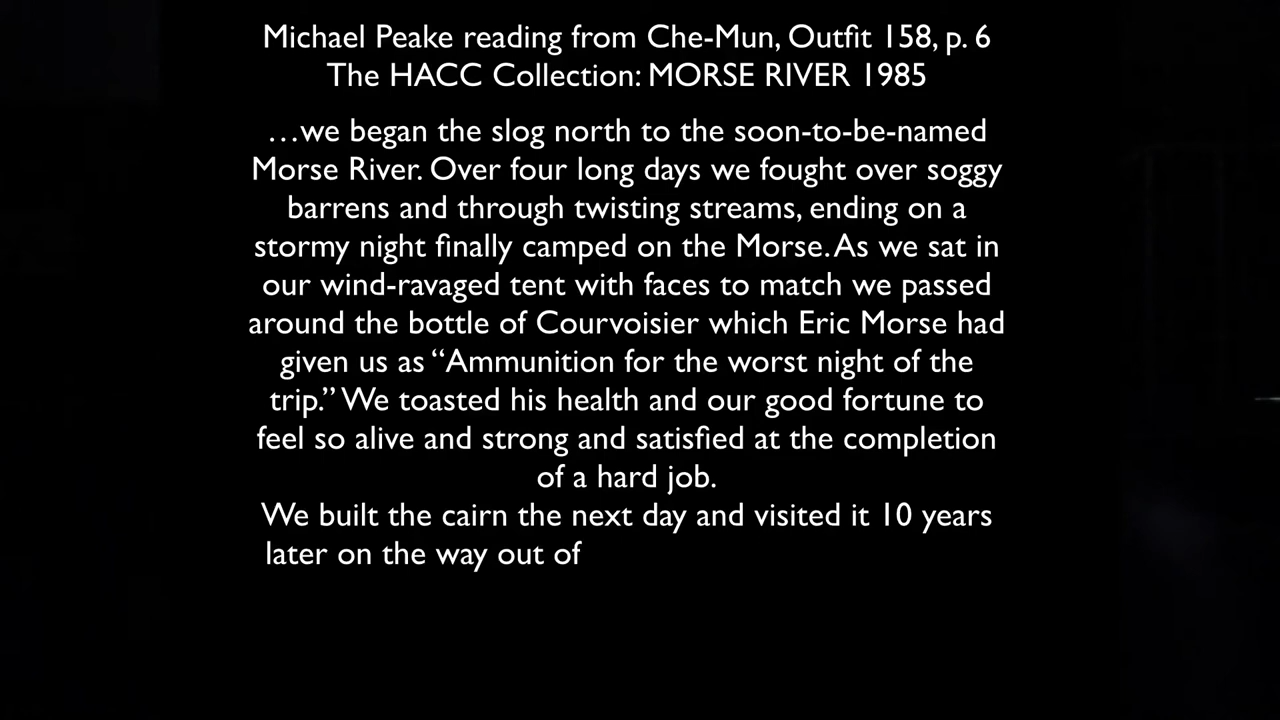 Michael Peake reading from Che-Mun, Outfit 158, p. 6
The HACC Collection: MORSE RIVER 1985
…we began the slog north to the soon-to-be-named
Morse River. Over four long days we fought over soggy
barrens and through twisting streams, ending on a
stormy night finally camped on the Morse. As we sat in
our wind-ravaged tent with faces to match we passed
around the bottle of Courvoisier which Eric Morse had
given us as “Ammunition for the worst night of the
trip.” We toasted his health and our good fortune to
feel so alive and strong and satisfied at the completion
of a hard job.
We built the cairn the next day and visited it 10 years
later on the way out of